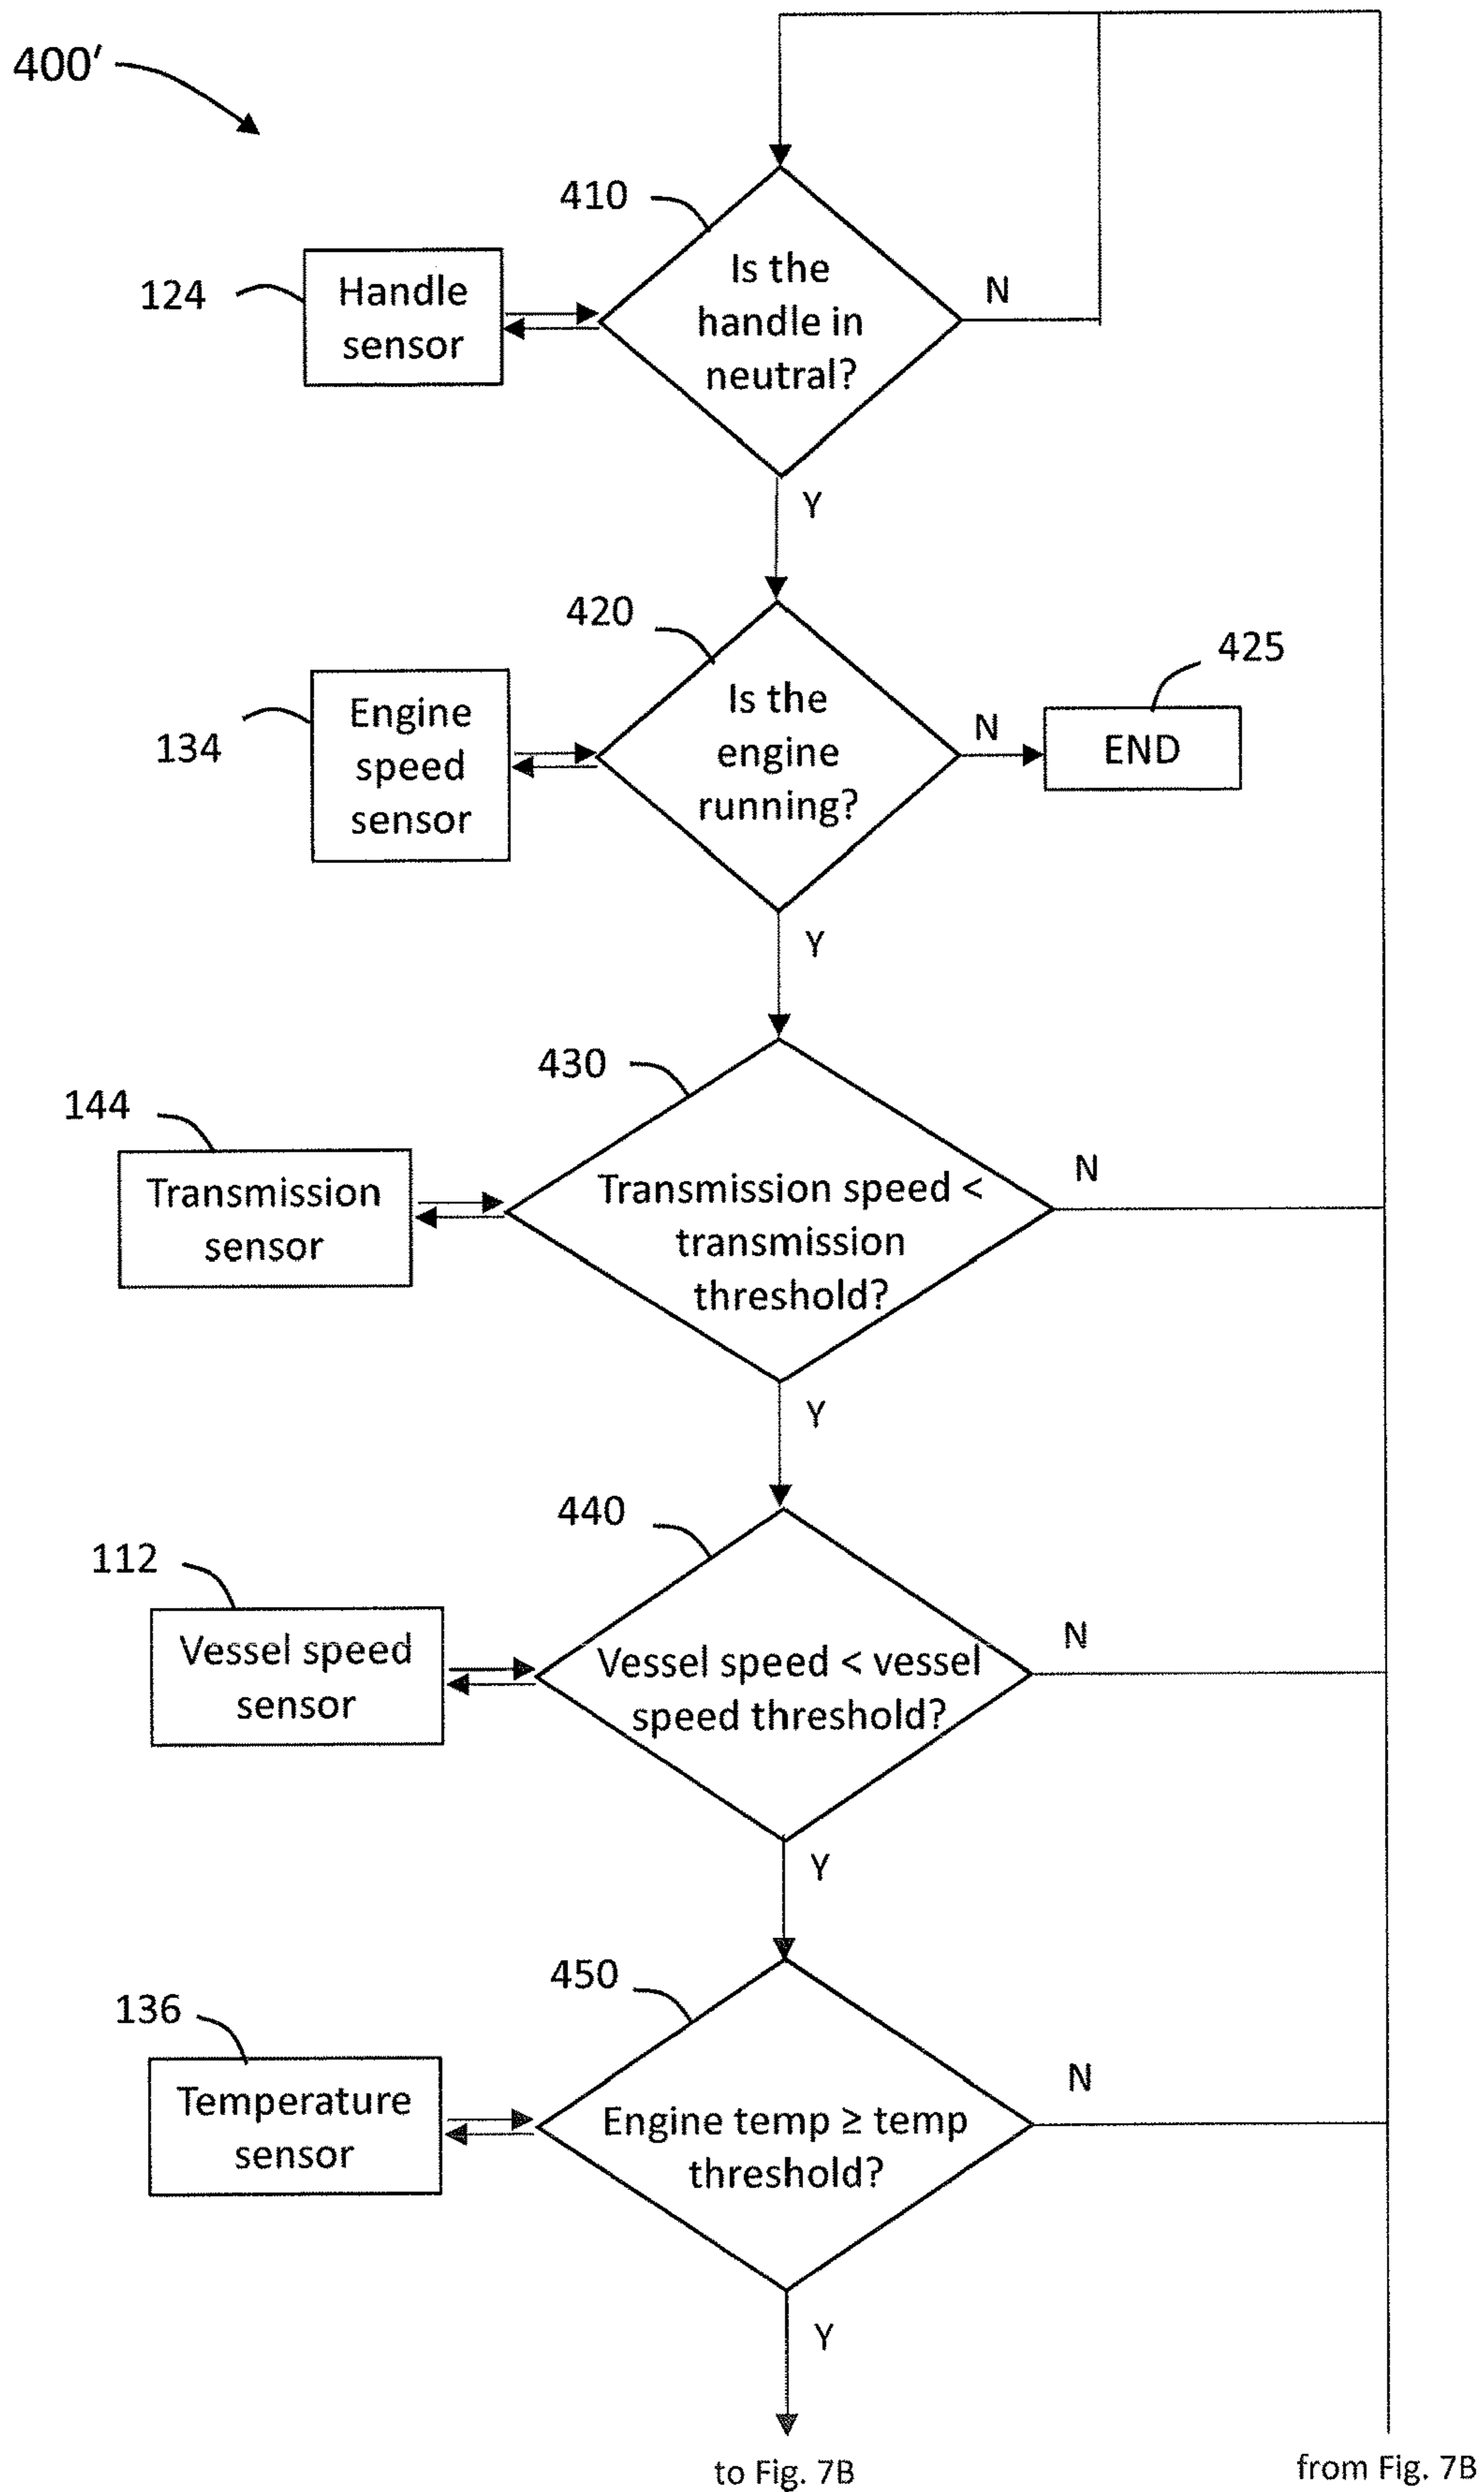 400′
410
124
Handle
sensor
Is the
handle in
neutral?
N
Y
420
425
134
Engine
speed
sensor
Is the
engine
running?
N
END
Y
430
144
Transmission
sensor
Transmission speed <
transmission
threshold?
N
Y
440
112
Vessel speed
sensor
Vessel speed < vessel
speed threshold?
N
Y
450
136
Temperature
sensor
Engine temp ≥ temp
threshold?
N
Y
to Fig. 7B
from Fig. 7B